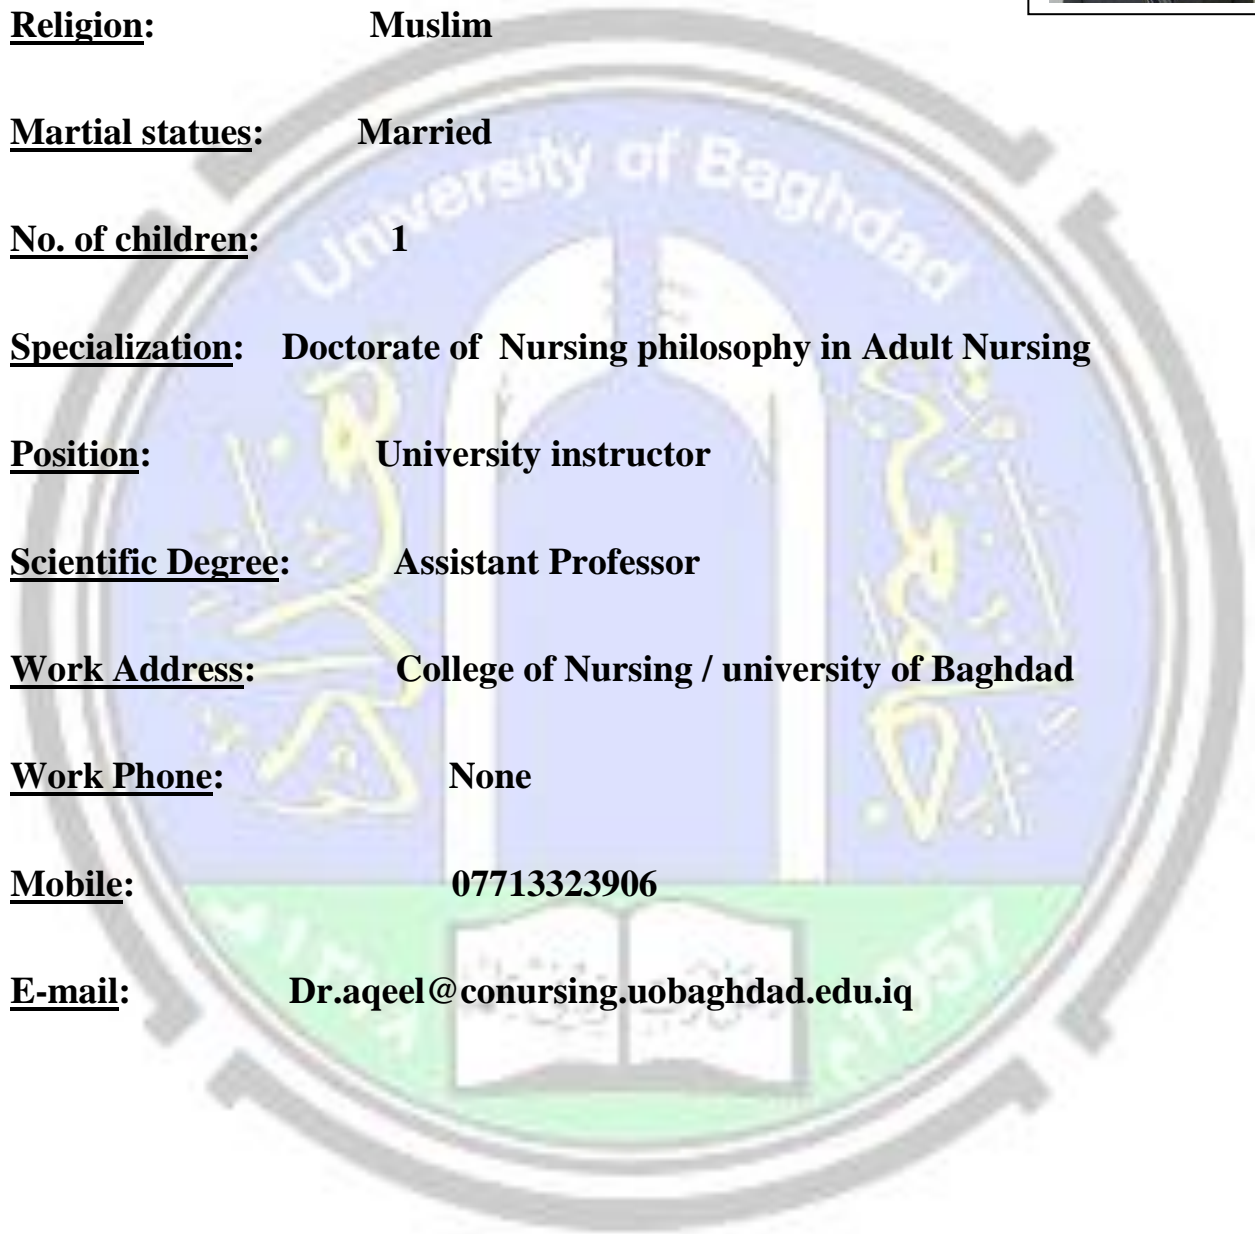 Religion: Muslim
Martial statues: Married
University of Baghdad
No. of children: 1
Specialization: Doctorate of Nursing philosophy in Adult Nursing
Position: University instructor
Scientific Degree: Assistant Professor
Work Address: College of Nursing / university of Baghdad
Work Phone: None
Mobile: 07713323906
E-mail: Dr.aqeel@conursing.uobaghdad.edu.iq